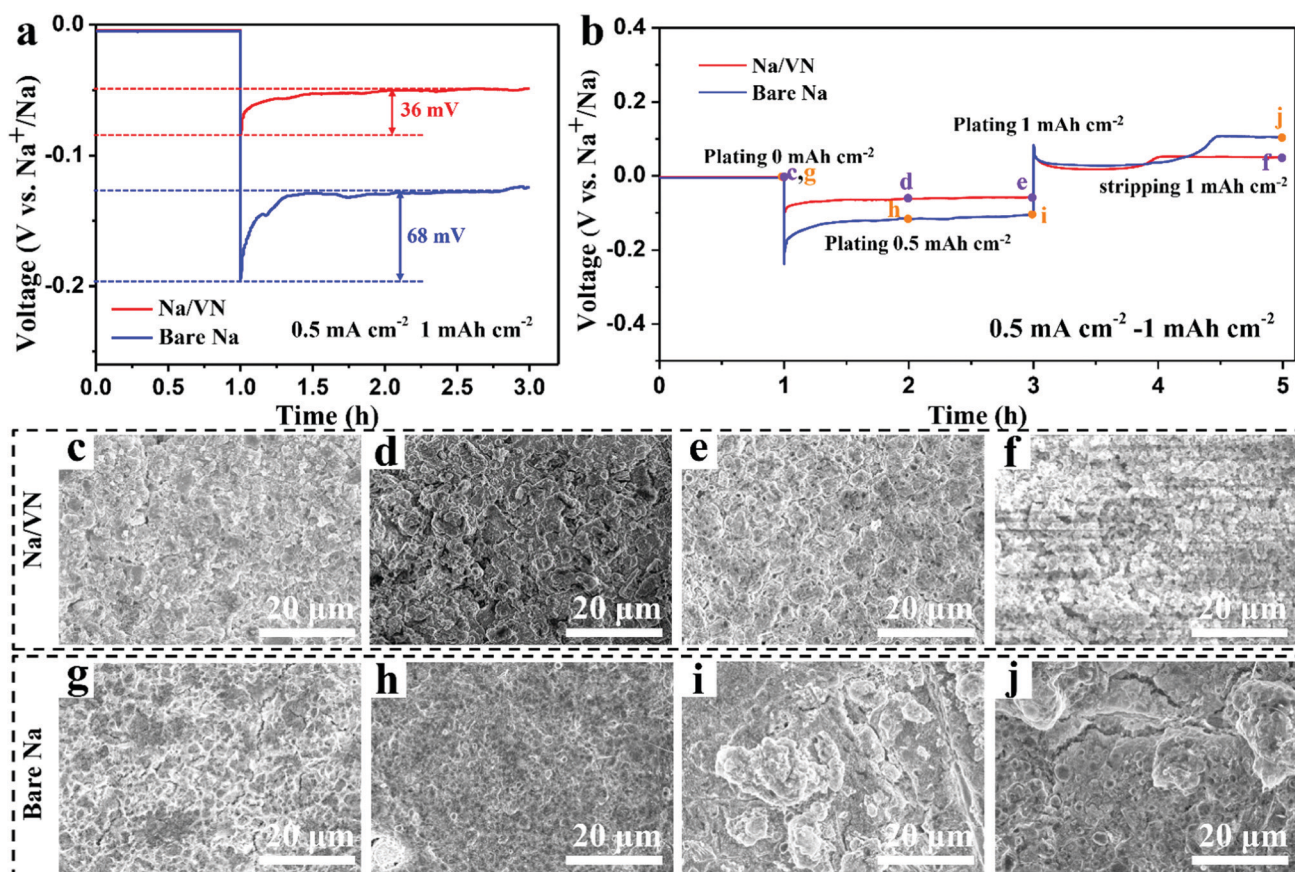 a
Voltage (V vs. Na⁺/Na)
0.0
-0.1
-0.2
36 mV
68 mV
Na/VN
Bare Na
0.5 mA cm⁻² 1 mAh cm⁻²
0.0 0.5 1.0 1.5 2.0 2.5 3.0
Time (h)
b
Voltage (V vs. Na⁺/Na)
0.4
0.2
0.0
-0.2
-0.4
Na/VN
Bare Na
Plating 1 mAh cm⁻²
j
Plating 0 mAh cm⁻²
c,g
d
e
f
stripping 1 mAh cm⁻²
h
i
Plating 0.5 mAh cm⁻²
0.5 mA cm⁻² -1 mAh cm⁻²
0 1 2 3 4 5
Time (h)
Na/VN
c
20 μm
d
20 μm
e
20 μm
f
20 μm
Bare Na
g
20 μm
h
20 μm
i
20 μm
j
20 μm